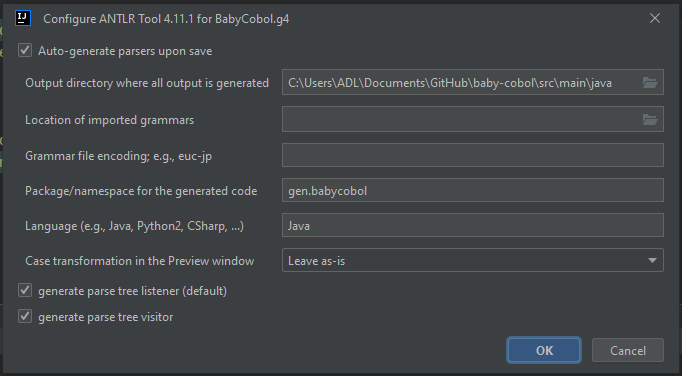 IJ
Configure ANTLR Tool 4.11.1 for BabyCobol.g4
Auto-generate parsers upon save
Output directory where all output is generated C:\Users\ADL\Documents\GitHub\baby-cobol\src\main\java
Location of imported grammars
Grammar file encoding; e.g., euc-jp
Package/namespace for the generated code gen.babycobol
Language (e.g., Java, Python2, CSharp, ...) Java
Case transformation in the Preview window Leave as-is
generate parse tree listener (default)
generate parse tree visitor
OK Cancel